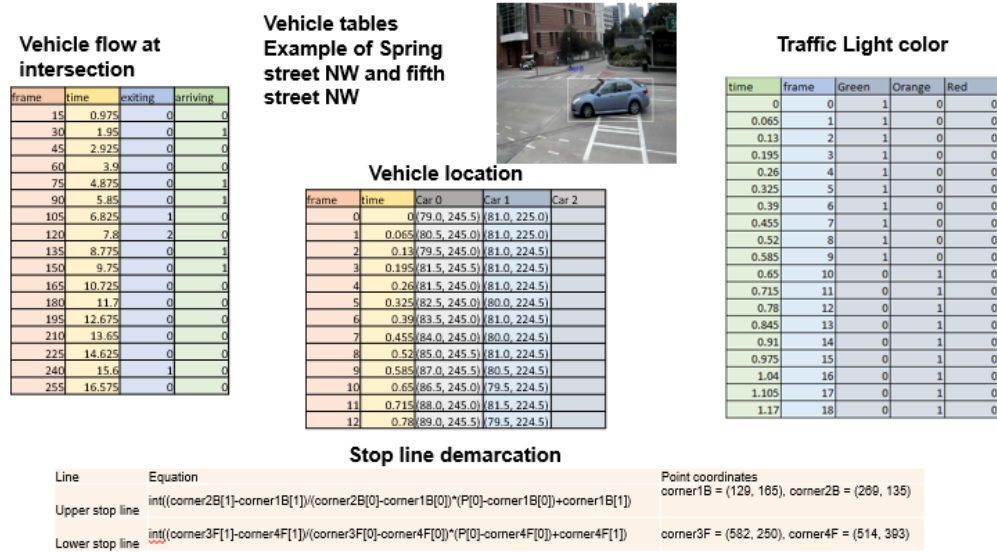 Vehicle flow at
intersection
frame time exiting arriving
15 0.975 0 0
30 1.95 0 1
45 2.925 0 0
60 3.9 0 0
75 4.875 0 1
90 5.85 0 1
105 6.825 1 0
120 7.8 2 0
135 8.775 0 1
150 9.75 0 1
165 10.725 0 0
180 11.7 0 0
195 12.675 0 0
210 13.65 0 0
225 14.625 0 0
240 15.6 1 0
255 16.575 0 0
Vehicle tables
Example of Spring
street NW and fifth
street NW
Vehicle location
frame time Car 0 Car 1 Car 2
0 0 (79.0, 245.5) (81.0, 225.0)
1 0.065 (80.5, 245.0) (81.0, 225.0)
2 0.13 (79.5, 245.0) (81.0, 224.5)
3 0.195 (81.5, 245.5) (81.0, 224.5)
4 0.26 (81.5, 245.0) (81.0, 224.5)
5 0.325 (82.5, 245.0) (80.0, 224.5)
6 0.39 (83.5, 245.0) (81.0, 224.5)
7 0.455 (84.0, 245.0) (80.0, 224.5)
8 0.52 (85.0, 245.5) (81.0, 224.5)
9 0.585 (87.0, 245.0) (80.5, 224.5)
10 0.65 (86.5, 245.0) (79.5, 224.5)
11 0.715 (88.0, 245.0) (81.5, 224.5)
12 0.78 (89.0, 245.0) (79.5, 224.5)
Traffic Light color
time frame Green Orange Red
0 0 1 0 0
0.065 1 1 0 0
0.13 2 1 0 0
0.195 3 1 0 0
0.26 4 1 0 0
0.325 5 1 0 0
0.39 6 1 0 0
0.455 7 1 0 0
0.52 8 1 0 0
0.585 9 1 0 0
0.65 10 0 1 0
0.715 11 0 1 0
0.78 12 0 1 0
0.845 13 0 1 0
0.91 14 0 1 0
0.975 15 0 1 0
1.04 16 0 1 0
1.105 17 0 1 0
1.17 18 0 1 0
Stop line demarcation
Line Equation Point coordinates
Upper stop line int((corner2B[1]-corner1B[1])/(corner2B[0]-corner1B[0])*(P[0]-corner1B[0])+corner1B[1]) corner1B = (129, 165), corner2B = (269, 135)
Lower stop line int((corner3F[1]-corner4F[1])/(corner3F[0]-corner4F[0])*(P[0]-corner4F[0])+corner4F[1]) corner3F = (582, 250), corner4F = (514, 393)